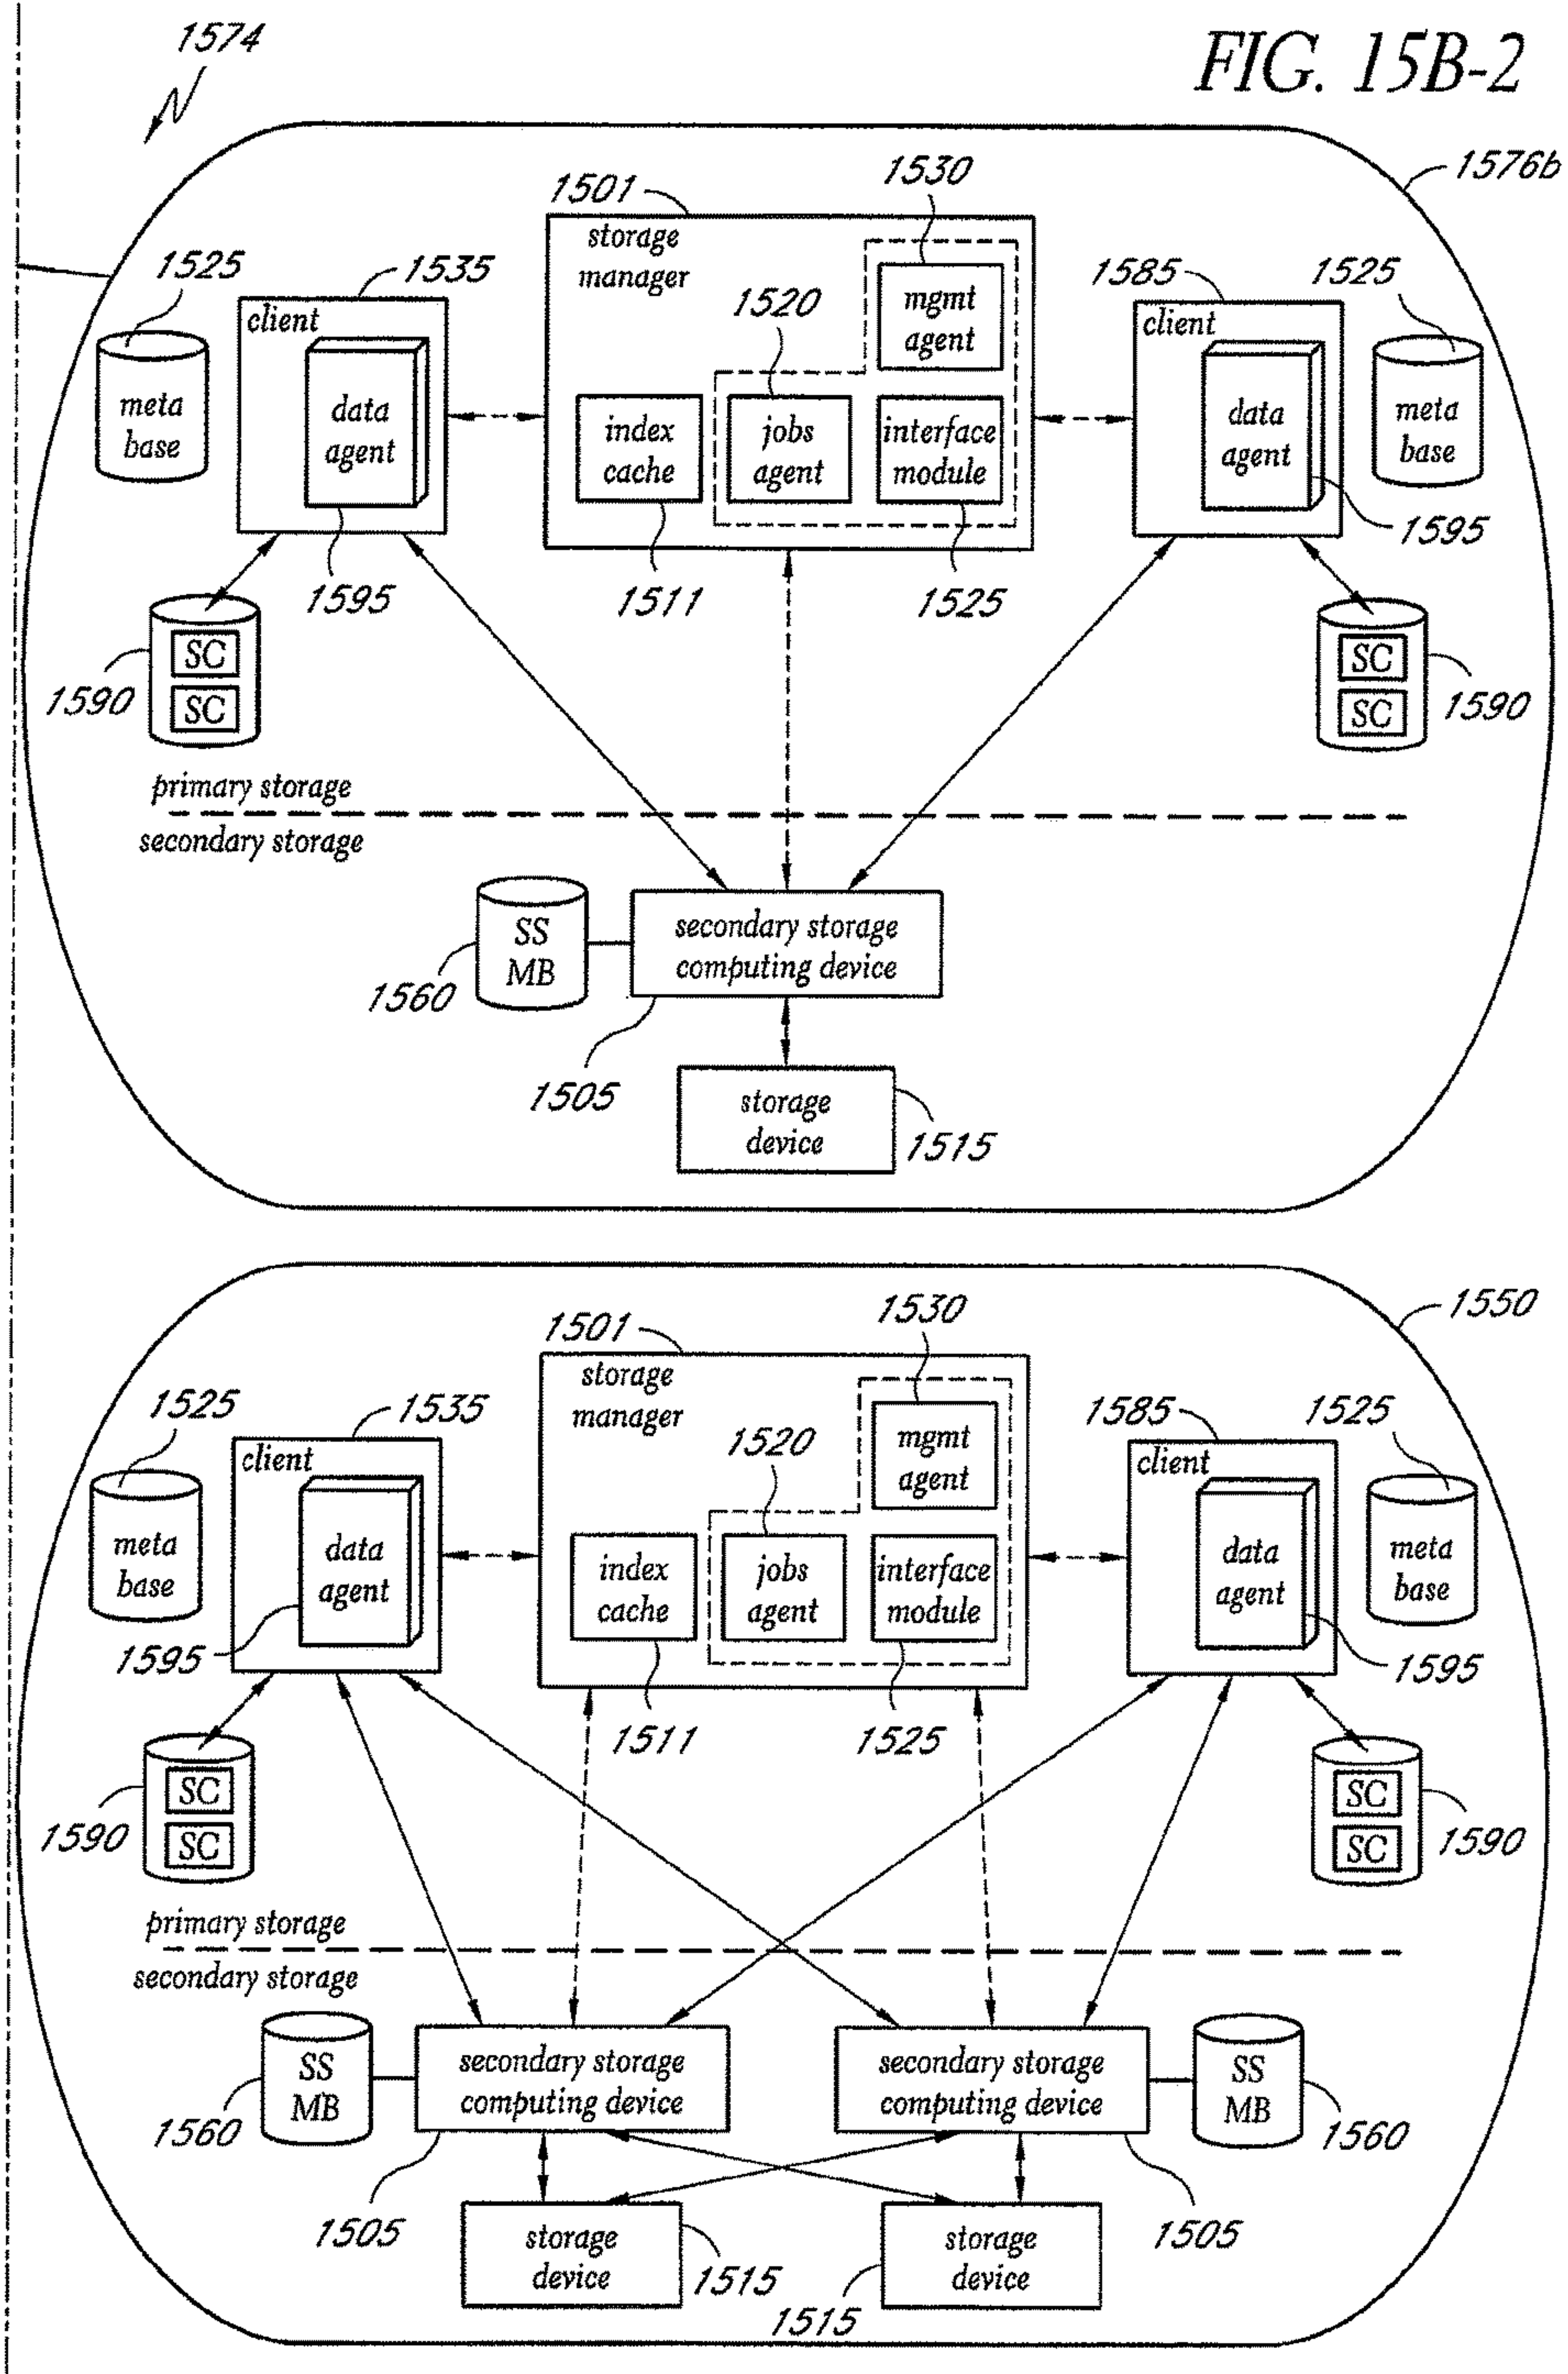 1574
FIG. 15B-2
1576b
1530
1501
storage
manager
1525
1535
1585
1525
client
mgmt
agent
1520
client
meta
base
data
agent
index
cache
jobs
agent
interface
module
data
agent
meta
base
1595
1595
1511
1525
SC
SC
1590
SC
SC
1590
primary storage
secondary storage
SS
MB
secondary storage
computing device
1560
1505
storage
device
1515
1550
1530
1501
storage
manager
1525
1535
1585
1525
client
mgmt
agent
1520
client
meta
base
data
agent
index
cache
jobs
agent
interface
module
data
agent
meta
base
1595
1595
1511
1525
SC
SC
1590
SC
SC
1590
primary storage
secondary storage
SS
MB
secondary storage
computing device
secondary storage
computing device
SS
MB
1560
1560
1505
1505
storage
device
1515
storage
device
1515